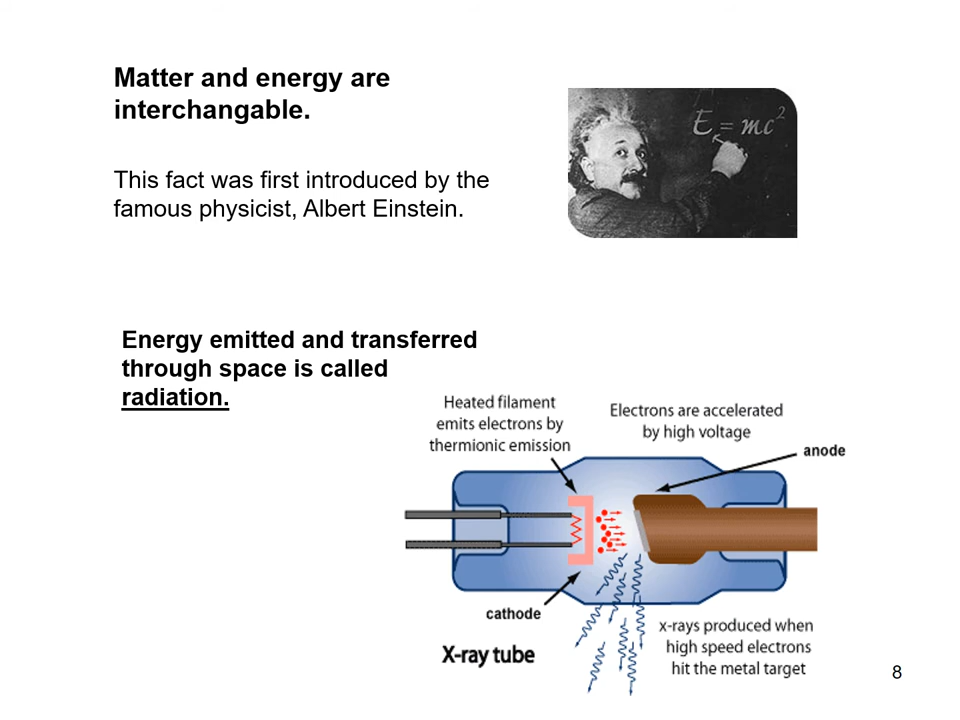 Matter and energy are
interchangable.
E = mc²
This fact was first introduced by the
famous physicist, Albert Einstein.
Energy emitted and transferred
through space is called
radiation.
Heated filament
emits electrons by
thermionic emission
Electrons are accelerated
by high voltage
anode
cathode
X-ray tube
x-rays produced when
high speed electrons
hit the metal target
8